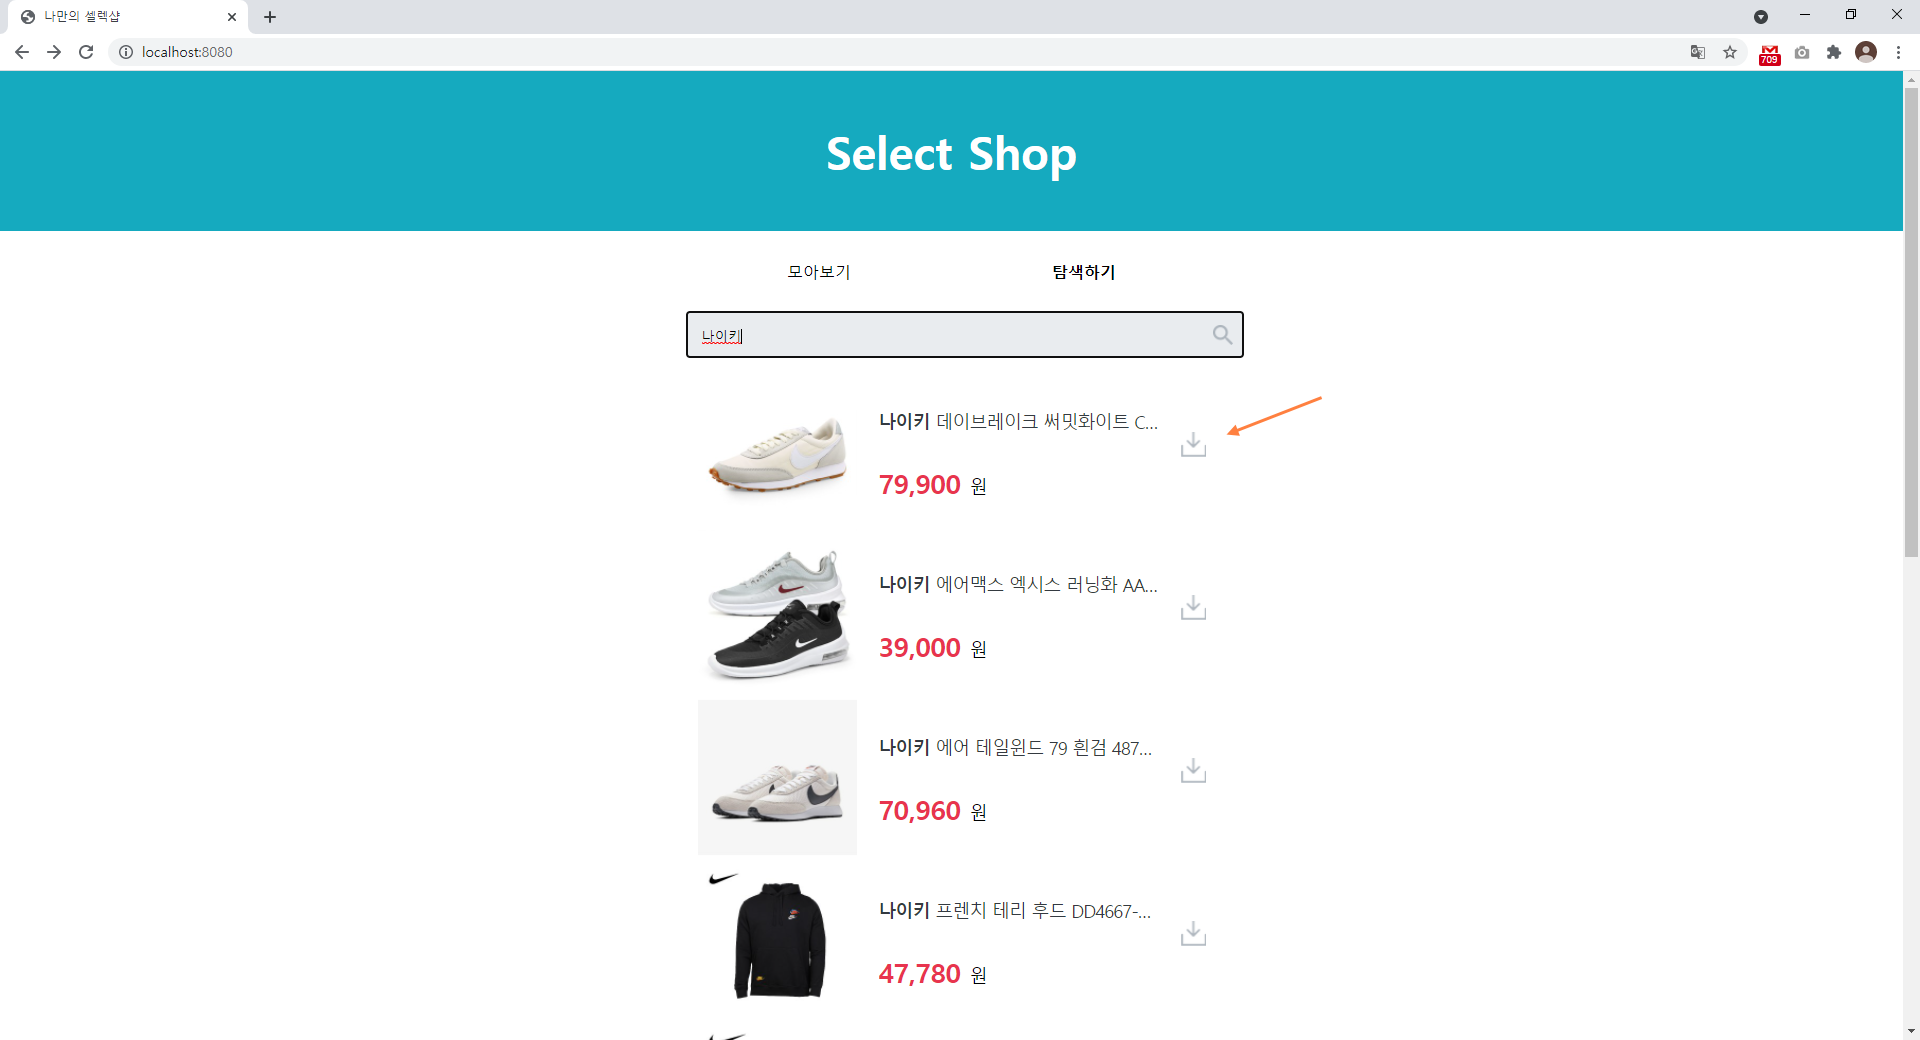 나만의 셀렉샵
localhost:8080
709
Select Shop
모아보기
탐색하기
나이키
나이키 데이브레이크 써밋화이트 C...
79,900 원
나이키 에어맥스 엑시스 러닝화 AA...
39,000 원
나이키 에어 테일윈드 79 흰검 487...
70,960 원
나이키 프렌치 테리 후드 DD4667-...
47,780 원